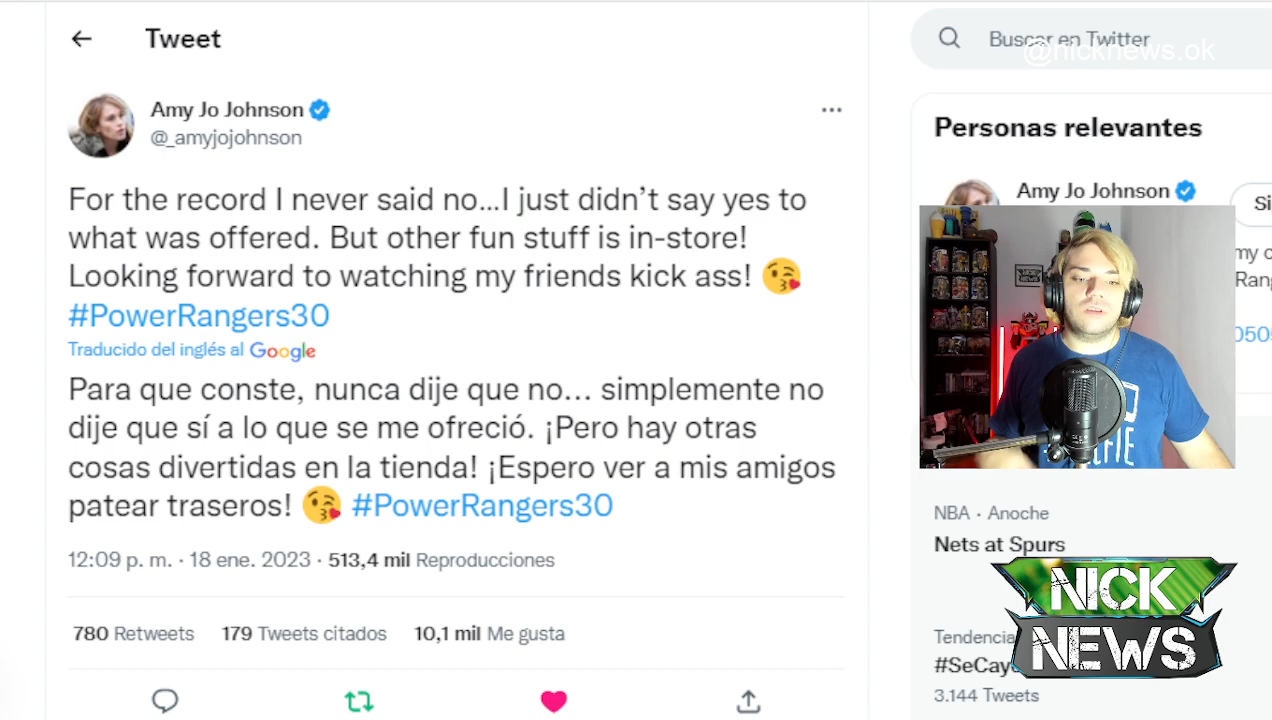 Tweet
Buscar en Twitter
@nicknews.ok
Amy Jo Johnson
@_amyjojohnson
Personas relevantes
Amy Jo Johnson
Si
For the record I never said no...I just didn't say yes to
what was offered. But other fun stuff is in-store!
Looking forward to watching my friends kick ass! 😘
#PowerRangers30
Traducido del inglés al Google
Para que conste, nunca dije que no... simplemente no
dije que sí a lo que se me ofreció. ¡Pero hay otras
cosas divertidas en la tienda! ¡Espero ver a mis amigos
patear traseros! 😘 #PowerRangers30
12:09 p. m. · 18 ene. 2023 · 513,4 mil Reproducciones
780 Retweets 179 Tweets citados 10,1 mil Me gusta
NBA · Anoche
Nets at Spurs
NICK
NEWS
Tendencia
#SeCay
3.144 Tweets